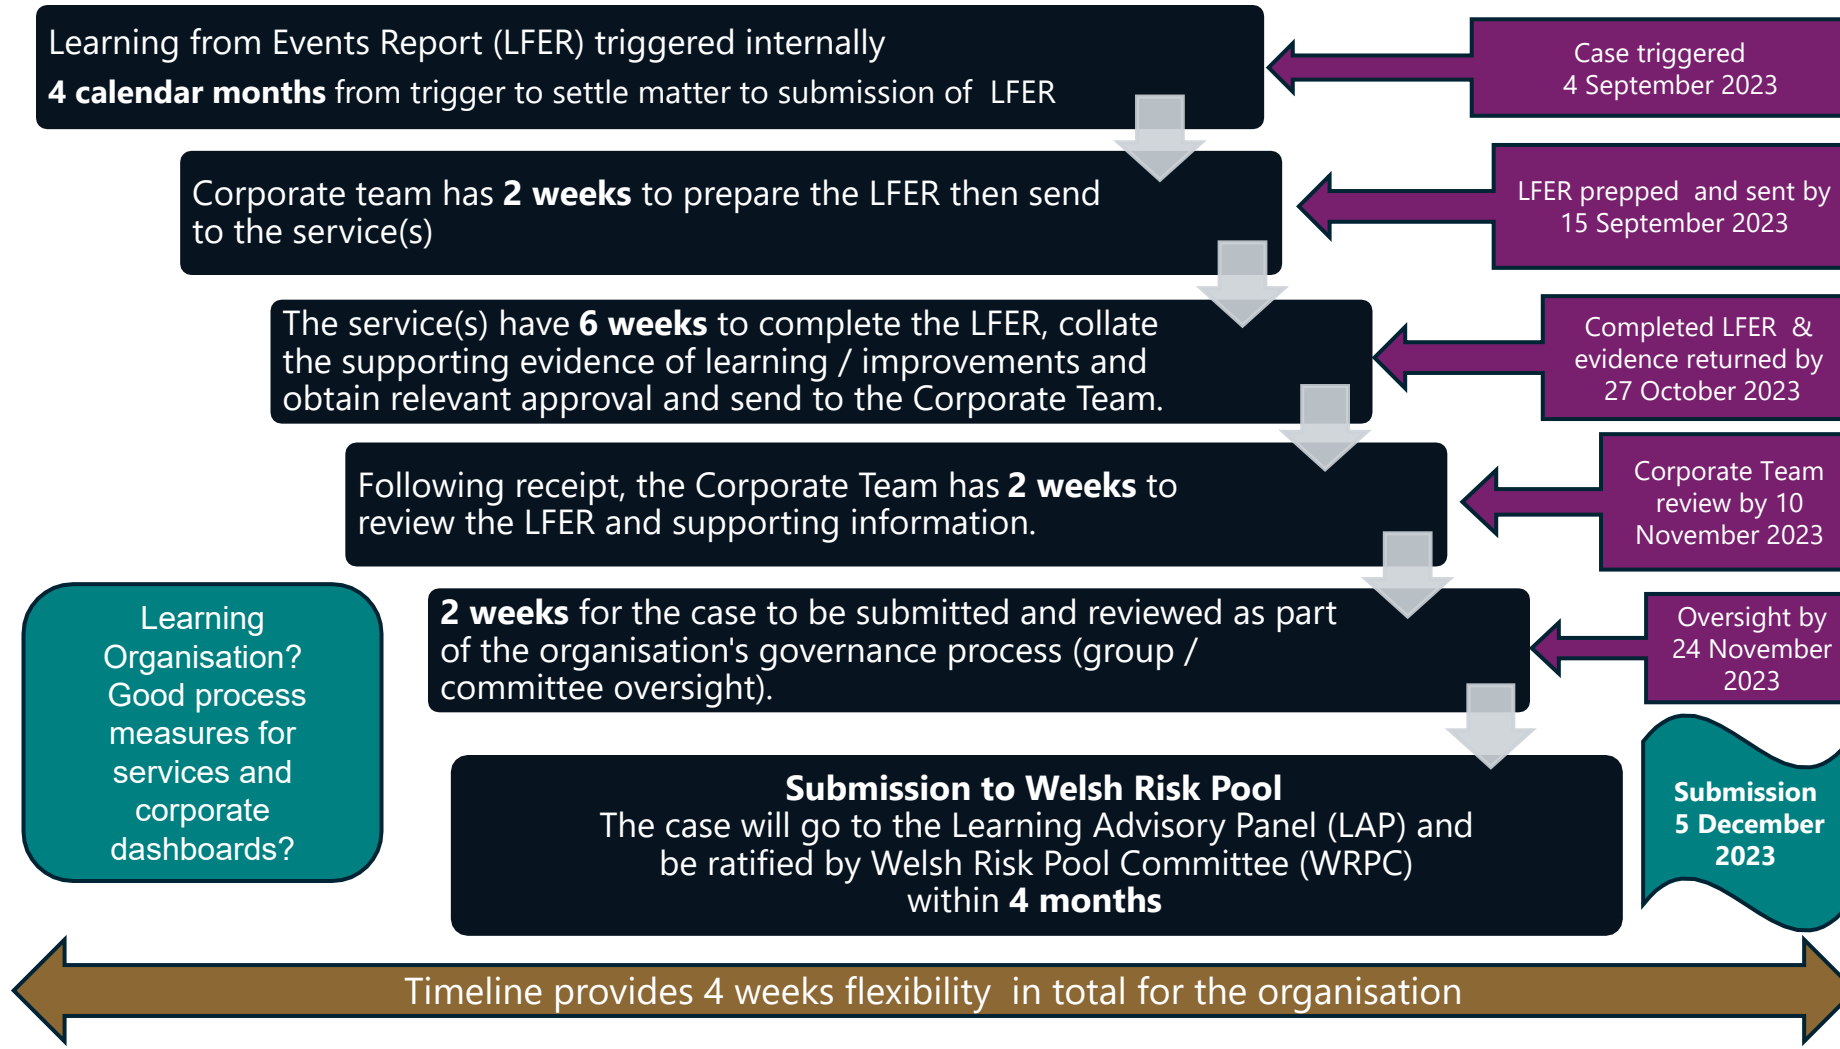 Learning from Events Report (LFER) triggered internally
4 calendar months from trigger to settle matter to submission of LFER
Case triggered
4 September 2023
Corporate team has 2 weeks to prepare the LFER then send
to the service(s)
LFER prepped and sent by
15 September 2023
The service(s) have 6 weeks to complete the LFER, collate
the supporting evidence of learning / improvements and
obtain relevant approval and send to the Corporate Team.
Completed LFER &
evidence returned by
27 October 2023
Following receipt, the Corporate Team has 2 weeks to
review the LFER and supporting information.
Corporate Team
review by 10
November 2023
2 weeks for the case to be submitted and reviewed as part
of the organisation's governance process (group /
committee oversight).
Oversight by
24 November
2023
Learning
Organisation?
Good process
measures for
services and
corporate
dashboards?
Submission to Welsh Risk Pool
The case will go to the Learning Advisory Panel (LAP) and
be ratified by Welsh Risk Pool Committee (WRPC)
within 4 months
Submission
5 December
2023
Timeline provides 4 weeks flexibility in total for the organisation